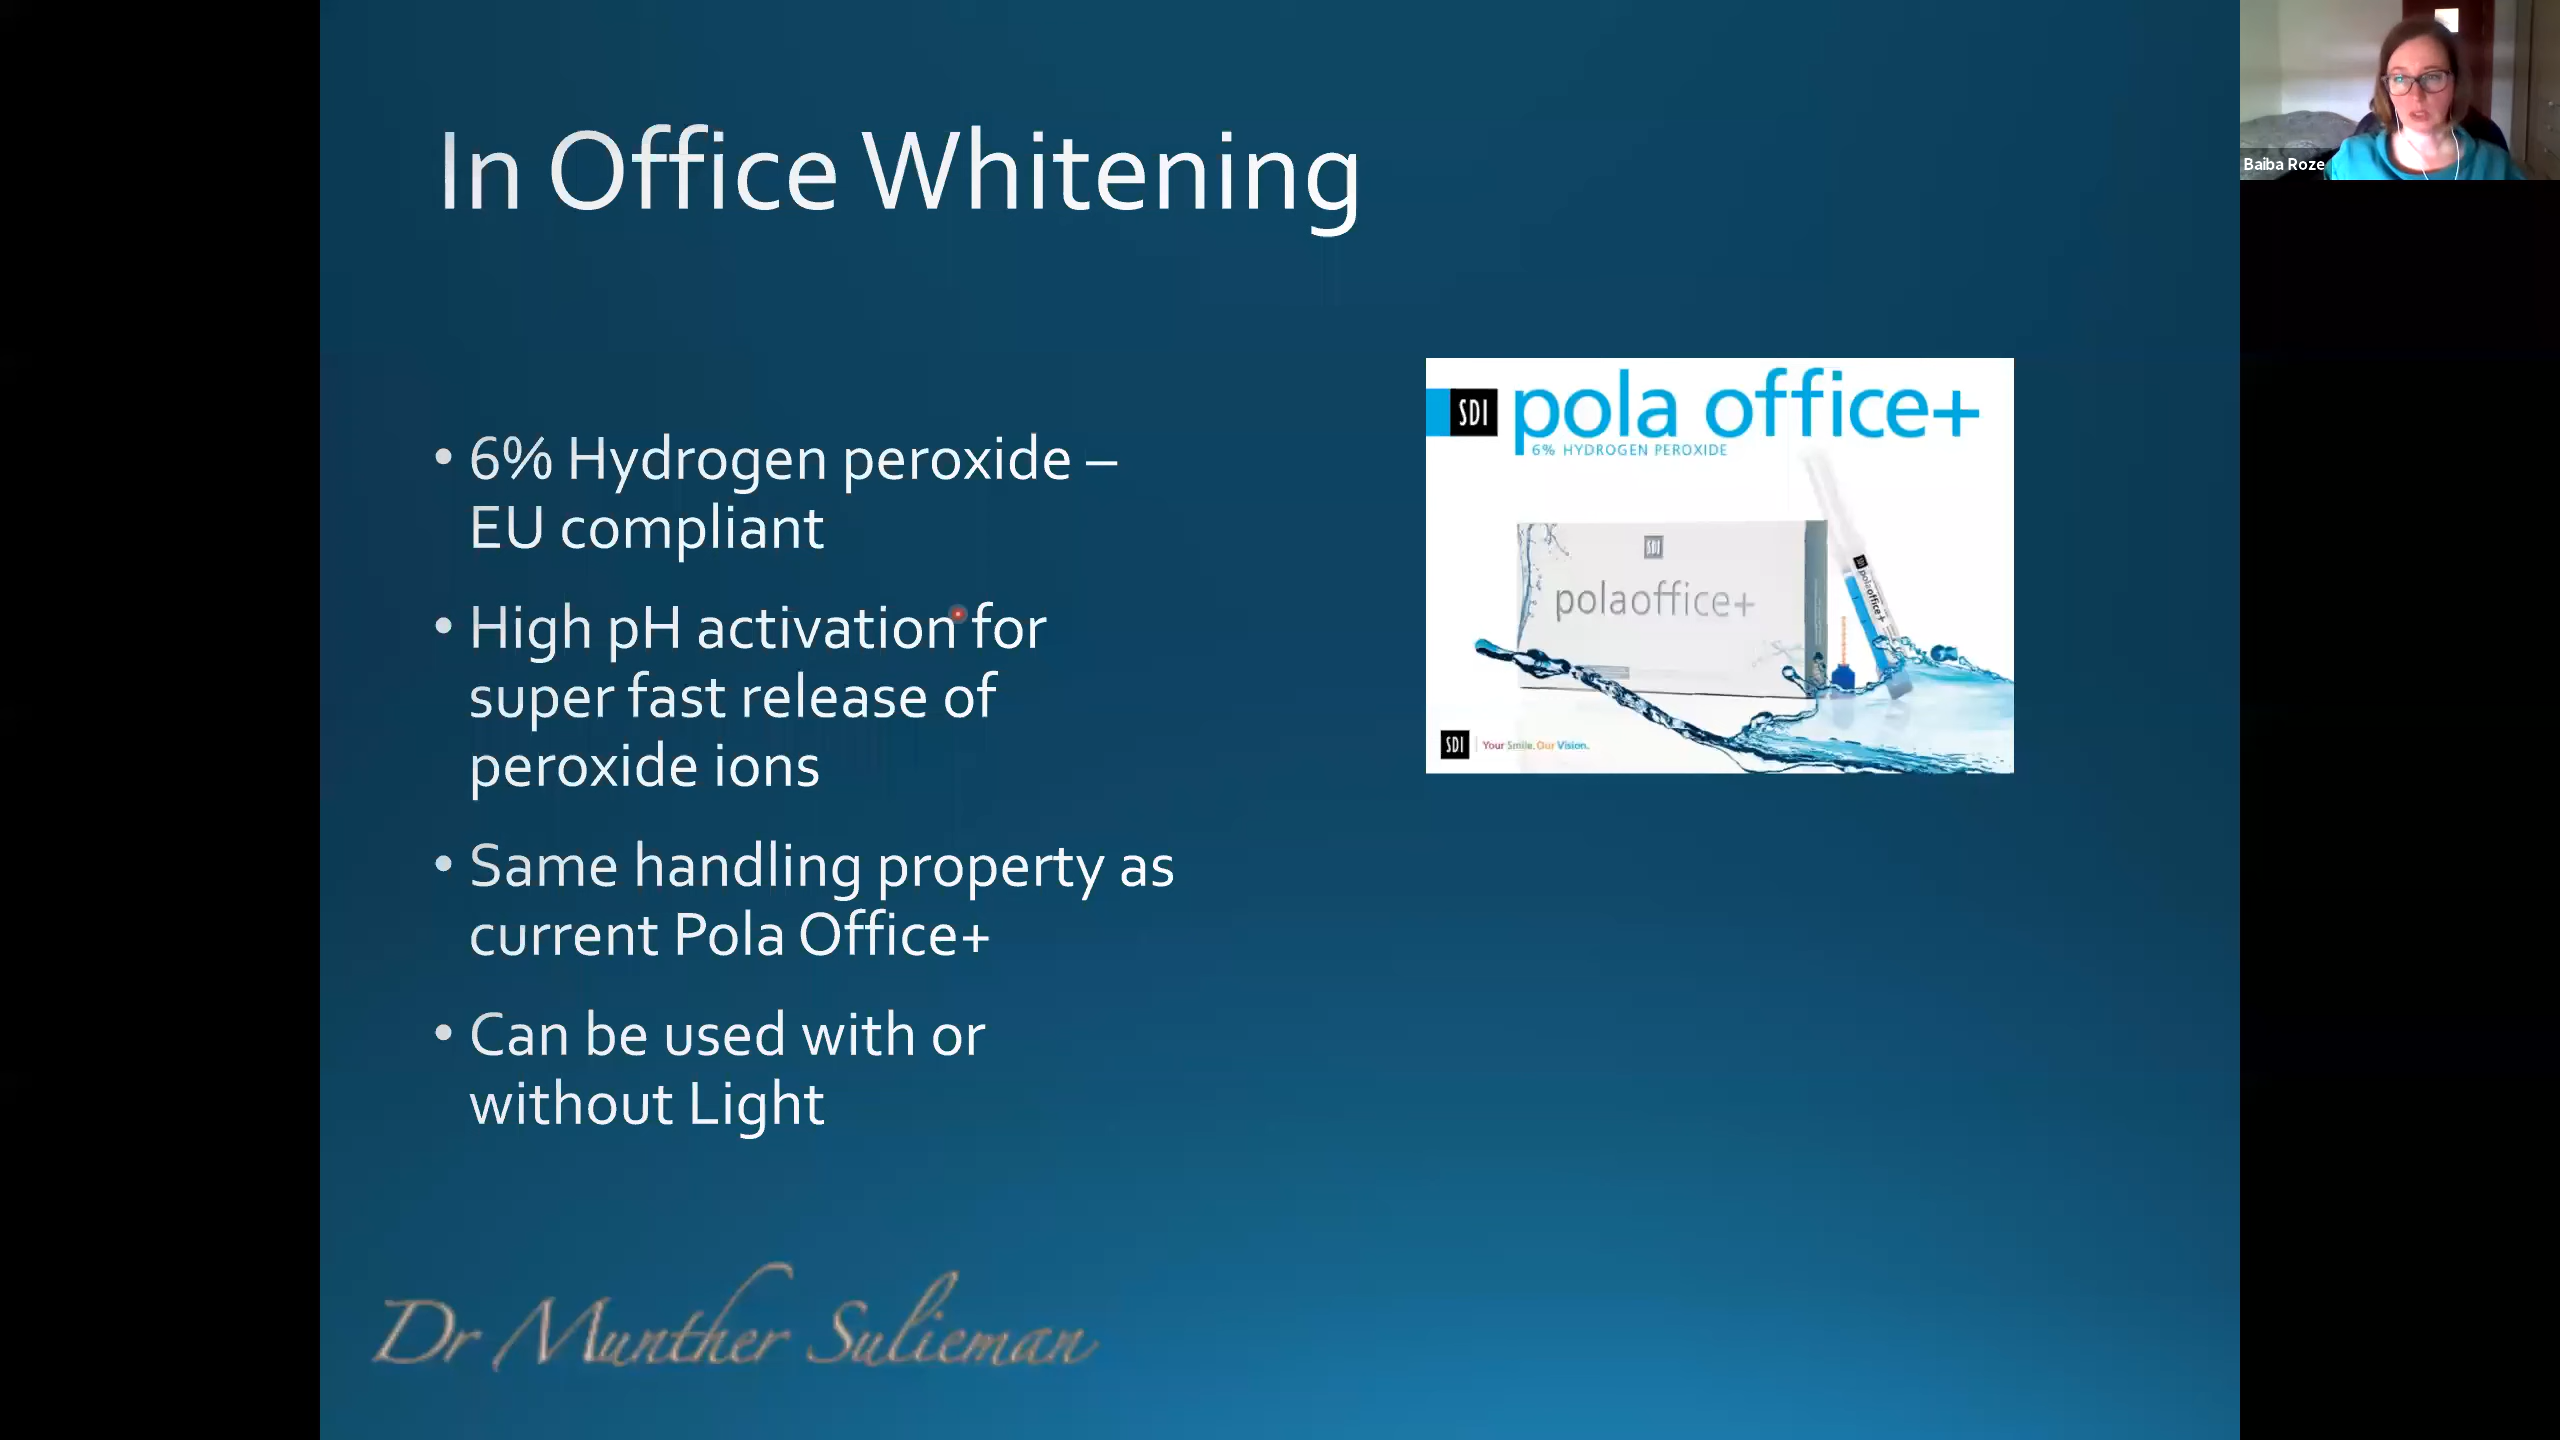 In Office Whitening
Baiba Roze
• 6% Hydrogen peroxide –
EU compliant
• High pH activation for
super fast release of
peroxide ions
• Same handling property as
current Pola Office+
• Can be used with or
without Light
SDI pola office+
6% HYDROGEN PEROXIDE
SDI
polaoffice+
SDI polaoffice+
SDI Your Smile. Our Vision.
Dr Munther Sulieman